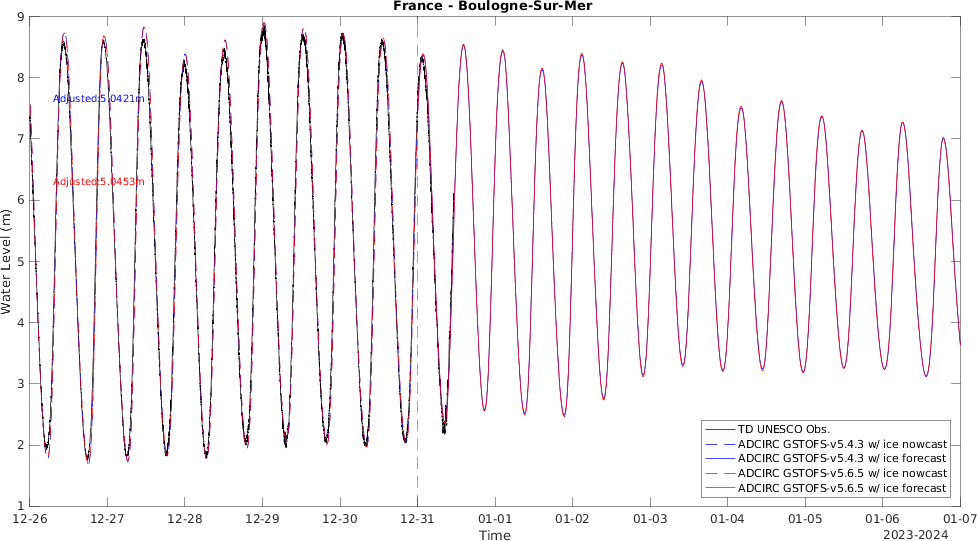 France - Boulogne-Sur-Mer
9
8
Adjusted:5.0421m
7
Adjusted:5.0453m
6
Water Level (m)
5
4
3
2
1
TD UNESCO Obs.
ADCIRC GSTOFS-v5.4.3 w/ ice nowcast
ADCIRC GSTOFS-v5.4.3 w/ ice forecast
ADCIRC GSTOFS-v5.6.5 w/ ice nowcast
ADCIRC GSTOFS-v5.6.5 w/ ice forecast
12-26 12-27 12-28 12-29 12-30 12-31 01-01 01-02 01-03 01-04 01-05 01-06 01-07
Time
2023-2024